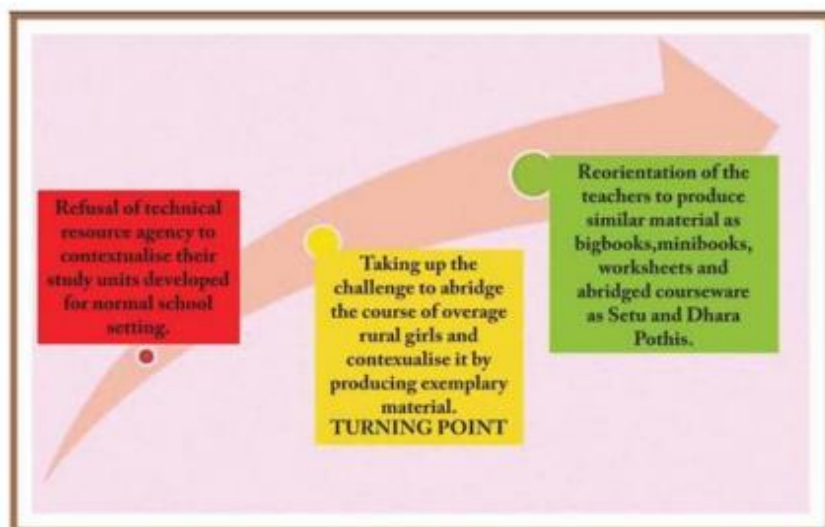 Refusal of technical
resource agency to
contextualise their
study units developed
for normal school
setting.
Taking up the
challenge to abridge
the course of overage
rural girls and
contexualise it by
producing exemplary
material.
TURNING POINT
Reorientation of the
teachers to produce
similar material as
bigbooks,minibooks,
worksheets and
abridged courseware
as Setu and Dhara
Pothis.